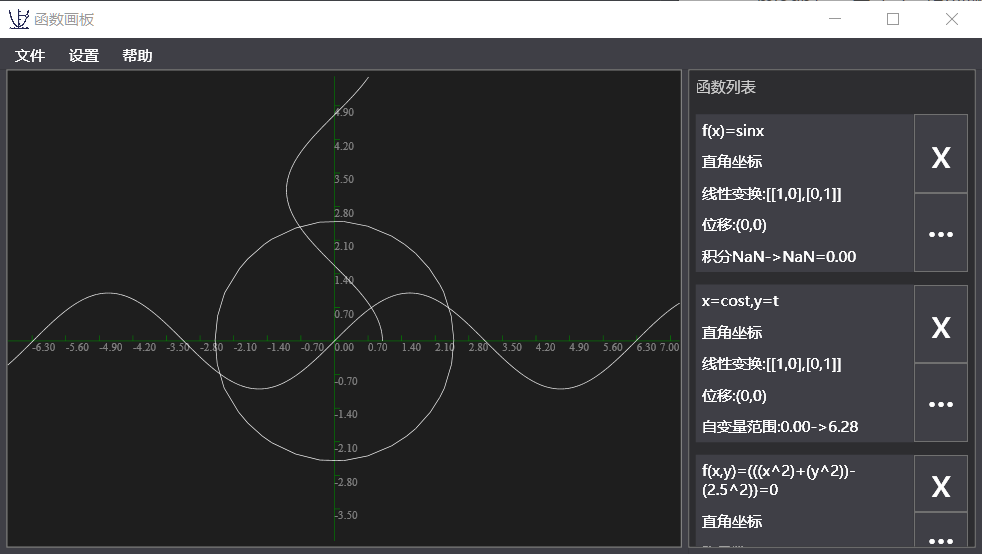 函数画板
文件 设置 帮助
4.90
4.20
3.50
2.80
2.10
1.40
0.70
-6.30 -5.60 -4.90 -4.20 -3.50 -2.80 -2.10 -1.40 -0.70 0.00 0.70 1.40 2.10 2.80 3.50 4.20 4.90 5.60 6.30 7.00
-0.70
-1.40
-2.10
-2.80
-3.50
函数列表
f(x)=sinx
直角坐标
线性变换:[[1,0],[0,1]]
位移:(0,0)
积分NaN->NaN=0.00
X
...
x=cost,y=t
直角坐标
线性变换:[[1,0],[0,1]]
位移:(0,0)
自变量范围:0.00->6.28
X
...
f(x,y)=(((x^2)+(y^2))-
(2.5^2))=0
直角坐标
X
...